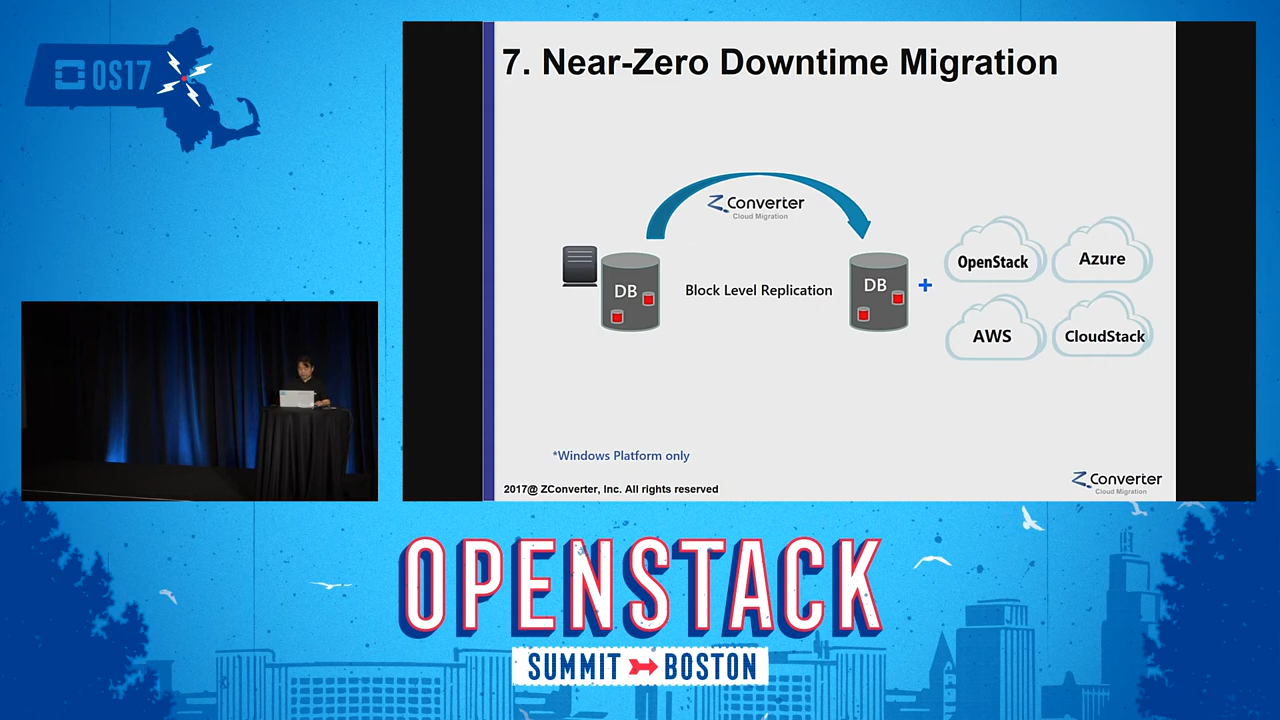 OS17
7. Near-Zero Downtime Migration
ZConverter
Cloud Migration
DB
Block Level Replication
DB
+
OpenStack
Azure
AWS
CloudStack
*Windows Platform only
2017@ ZConverter, Inc. All rights reserved
ZConverter
Cloud Migration
OPENSTACK
SUMMIT BOSTON